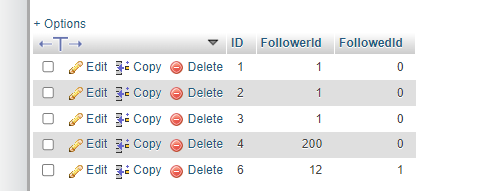 + Options
ID FollowerId FollowedId
Edit Copy Delete 1 1 0
Edit Copy Delete 2 1 0
Edit Copy Delete 3 1 0
Edit Copy Delete 4 200 0
Edit Copy Delete 6 12 1